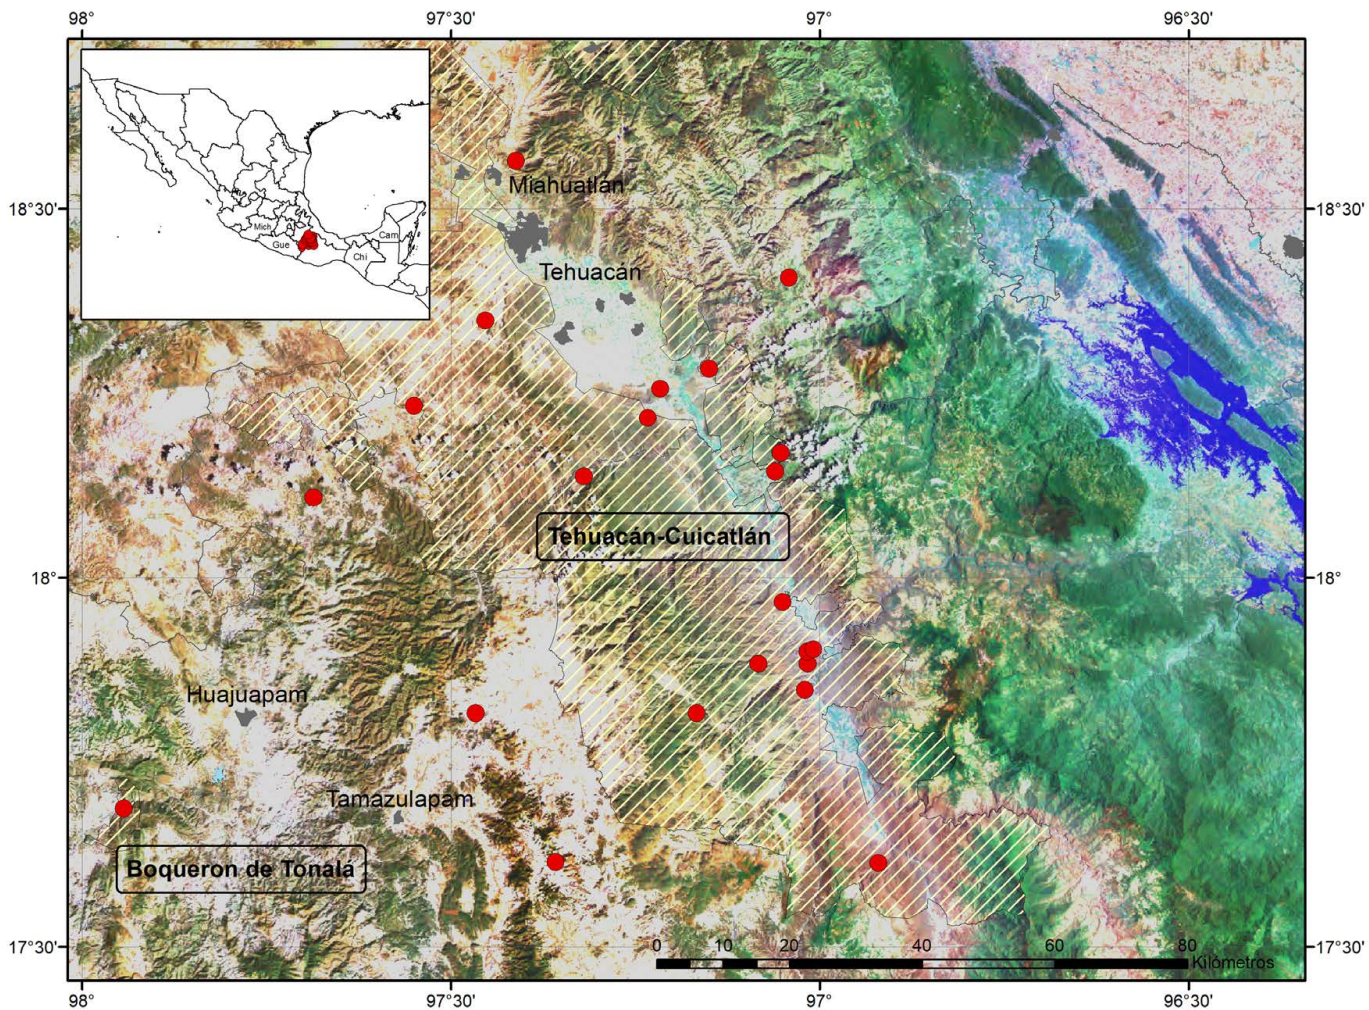 98° 97°30' 97° 96°30'
Mich
Gue
Cam
Chi
Miahuatlán
18°30' 18°30'
Tehuacán
Tehuacán-Cuicatlán
18° 18°
Huajuapam
Tamazulapam
Boqueron de Tonalá
17°30' 17°30'
0 10 20 40 60 80
Kilómetros
98° 97°30' 97° 96°30'